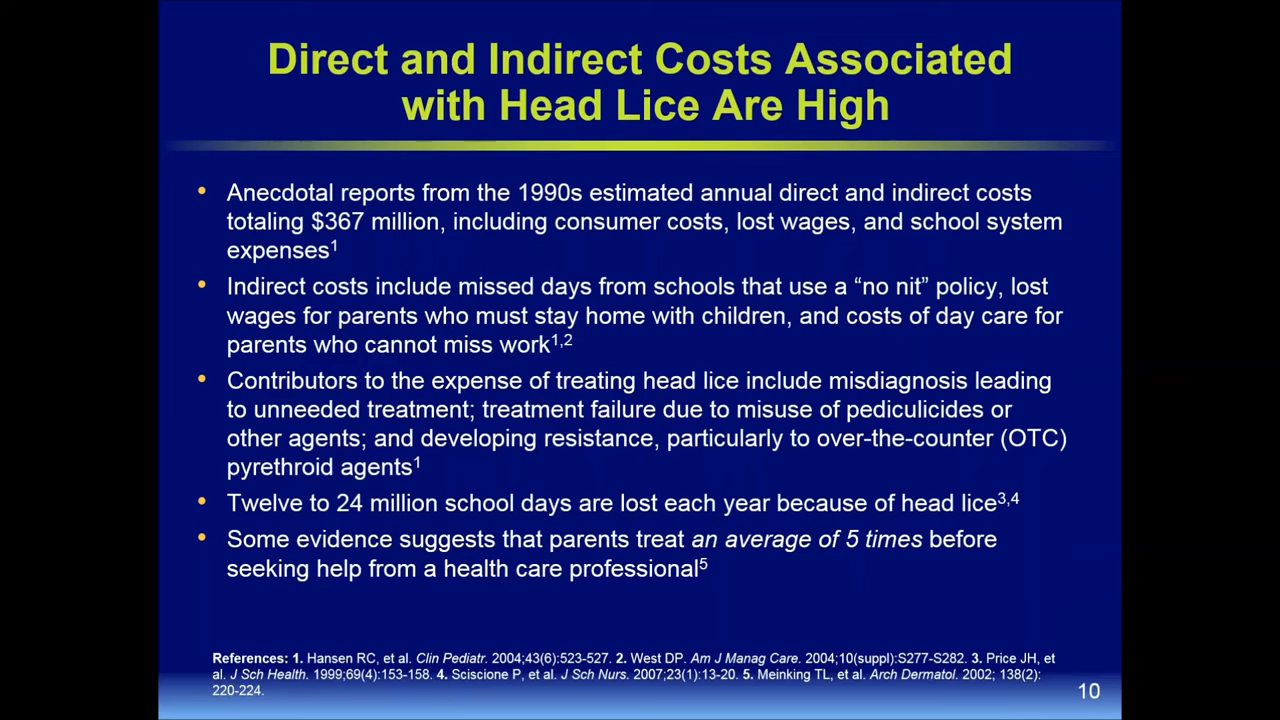 Direct and Indirect Costs Associated
with Head Lice Are High
• Anecdotal reports from the 1990s estimated annual direct and indirect costs
totaling $367 million, including consumer costs, lost wages, and school system
expenses¹
• Indirect costs include missed days from schools that use a “no nit” policy, lost
wages for parents who must stay home with children, and costs of day care for
parents who cannot miss work¹,²
• Contributors to the expense of treating head lice include misdiagnosis leading
to unneeded treatment; treatment failure due to misuse of pediculicides or
other agents; and developing resistance, particularly to over-the-counter (OTC)
pyrethroid agents¹
• Twelve to 24 million school days are lost each year because of head lice³,⁴
• Some evidence suggests that parents treat an average of 5 times before
seeking help from a health care professional⁵
References: 1. Hansen RC, et al. Clin Pediatr. 2004;43(6):523-527. 2. West DP. Am J Manag Care. 2004;10(suppl):S277-S282. 3. Price JH, et
al. J Sch Health. 1999;69(4):153-158. 4. Sciscione P, et al. J Sch Nurs. 2007;23(1):13-20. 5. Meinking TL, et al. Arch Dermatol. 2002; 138(2):
220-224.
10